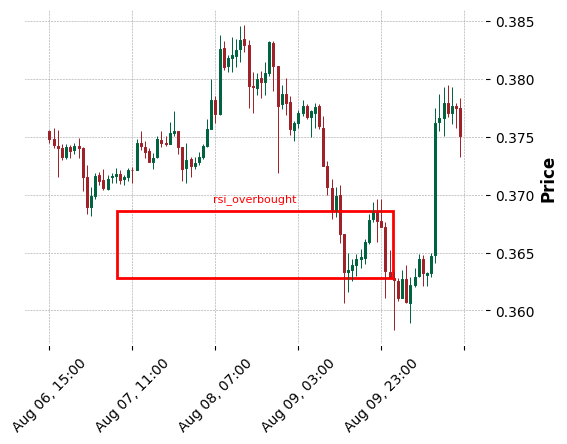 0.385
0.380
0.375
0.370
0.365
0.360
Price
rsi_overbought
Aug 06, 15:00
Aug 07, 11:00
Aug 08, 07:00
Aug 09, 03:00
Aug 09, 23:00